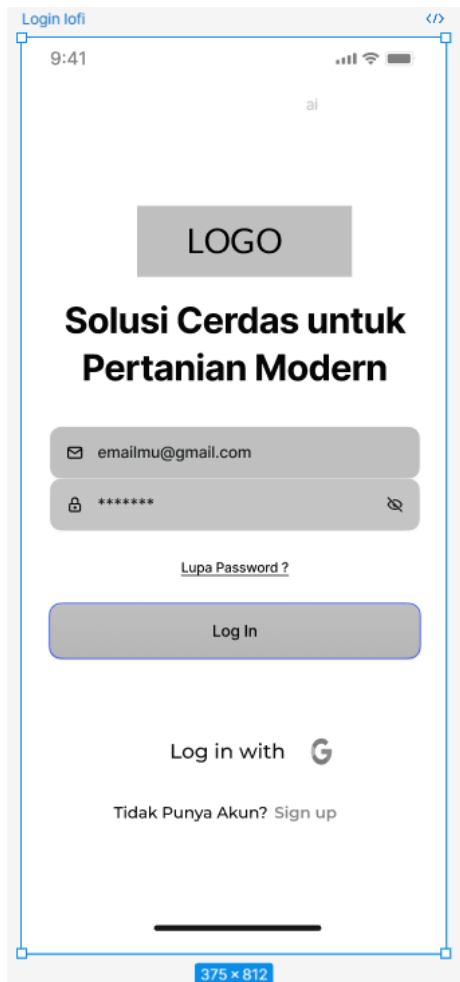 Login lofi
9:41
ai
LOGO
Solusi Cerdas untuk
Pertanian Modern
emailmu@gmail.com
*******
Lupa Password ?
Log In
Log in with G
Tidak Punya Akun? Sign up
375 × 812